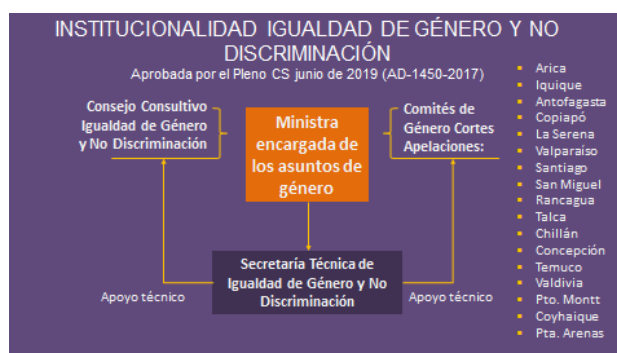 INSTITUCIONALIDAD IGUALDAD DE GÉNERO Y NO
DISCRIMINACIÓN
Aprobada por el Pleno CS junio de 2019 (AD-1450-2017)
Consejo Consultivo
Igualdad de Género
y No Discriminación
Ministra
encargada de
los asuntos de
género
Comités de
Género Cortes
Apelaciones:
Arica
Iquique
Antofagasta
Copiapó
La Serena
Valparaíso
Santiago
San Miguel
Rancagua
Talca
Chillán
Concepción
Temuco
Valdivia
Pto. Montt
Coyhaique
Pta. Arenas
Secretaría Técnica de
Igualdad de Género y No
Discriminación
Apoyo técnico
Apoyo técnico